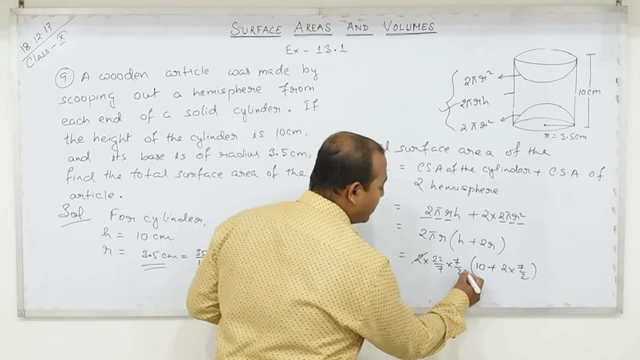 18.12.17
Class-X
SURFACE AREAS AND VOLUMES
Ex-13.1
9 A wooden article was made by
scooping out a hemisphere from
each end of a solid cylinder. If
the height of the cylinder is 10cm,
and its base is of radius 3.5cm,
find the total surface area of the
article.
Sol For cylinder,
h = 10 cm
r = 3.5cm = 35
2πr²
2πrh
2πr²
10cm
r = 3.5cm
surface area of the
= CSA of the cylinder + C.S.A of
2 hemisphere
= 2πrh + 2×2πr²
= 2πr(h+2r)
= 2 × 22/7 × 7/2 (10 + 2 × 7/2)